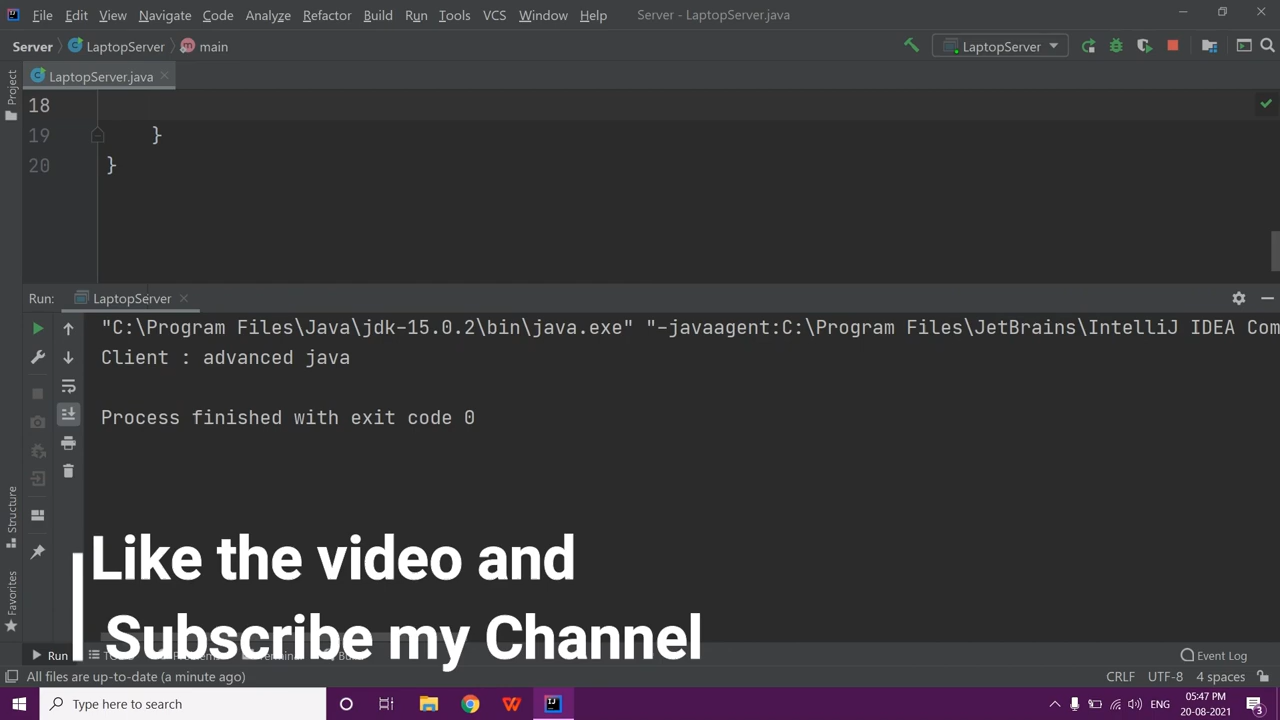 File Edit View Navigate Code Analyze Refactor Build Run Tools VCS Window Help Server - LaptopServer.java
Server LaptopServer main LaptopServer
LaptopServer.java
Project
18
19 }
20 }
Run: LaptopServer
"C:\Program Files\Java\jdk-15.0.2\bin\java.exe" "-javaagent:C:\Program Files\JetBrains\IntelliJ IDEA Com
Client : advanced java
Process finished with exit code 0
Structure
Favorites
Like the video and
Subscribe my Channel
Run Event Log
All files are up-to-date (a minute ago) CRLF UTF-8 4 spaces
Type here to search ENG 05:47 PM
20-08-2021 3